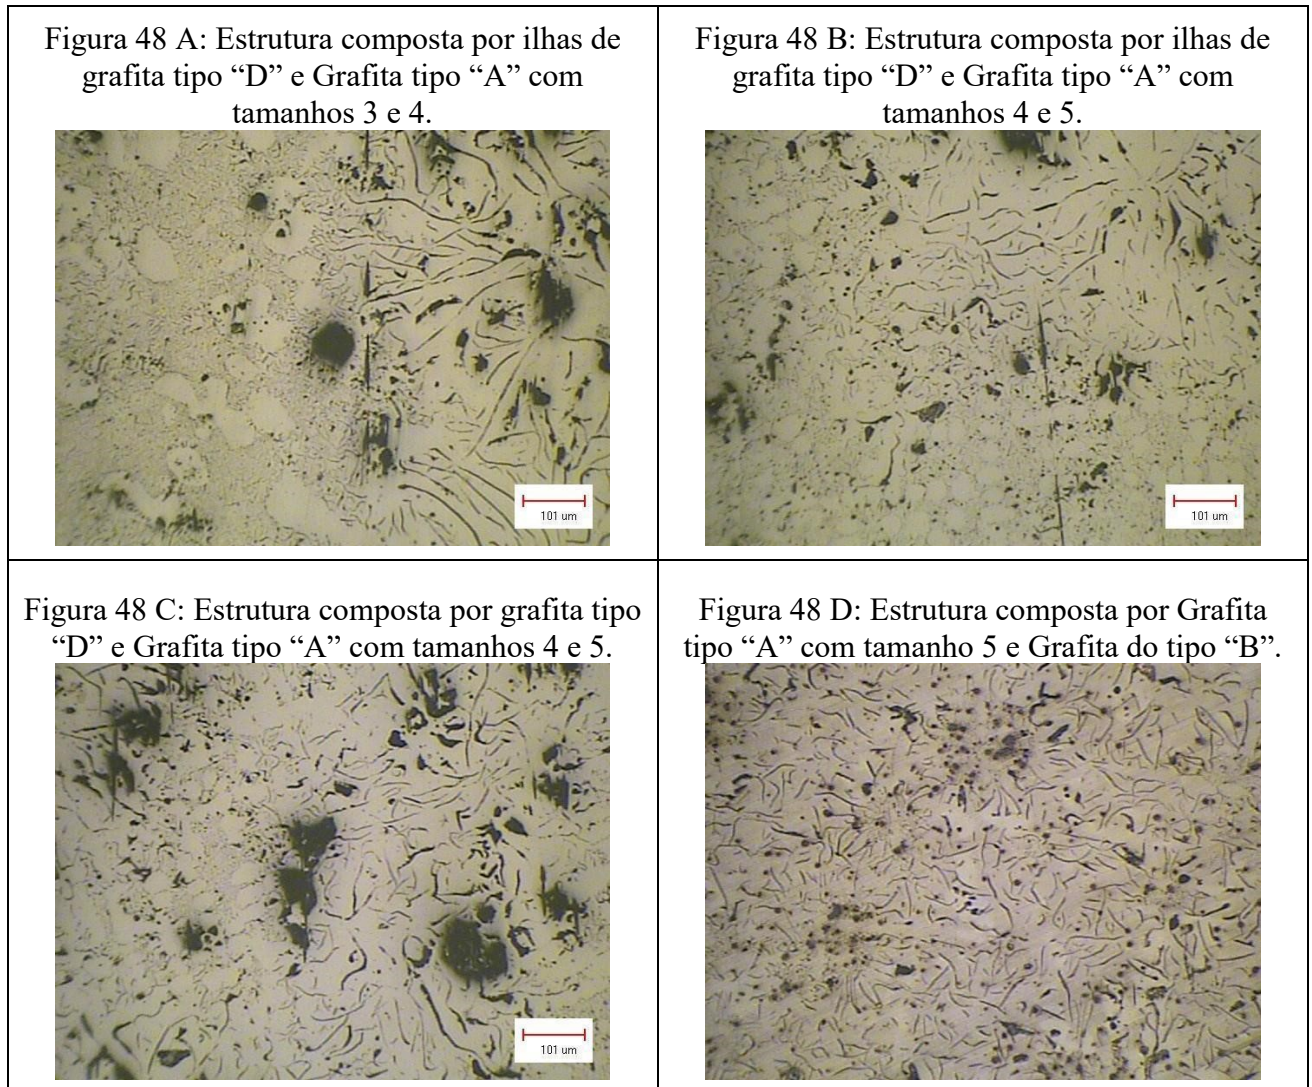 Figura 48 A: Estrutura composta por ilhas de
grafita tipo “D” e Grafita tipo “A” com
tamanhos 3 e 4.
101 um
Figura 48 B: Estrutura composta por ilhas de
grafita tipo “D” e Grafita tipo “A” com
tamanhos 4 e 5.
101 um
Figura 48 C: Estrutura composta por grafita tipo
“D” e Grafita tipo “A” com tamanhos 4 e 5.
101 um
Figura 48 D: Estrutura composta por Grafita
tipo “A” com tamanho 5 e Grafita do tipo “B”.